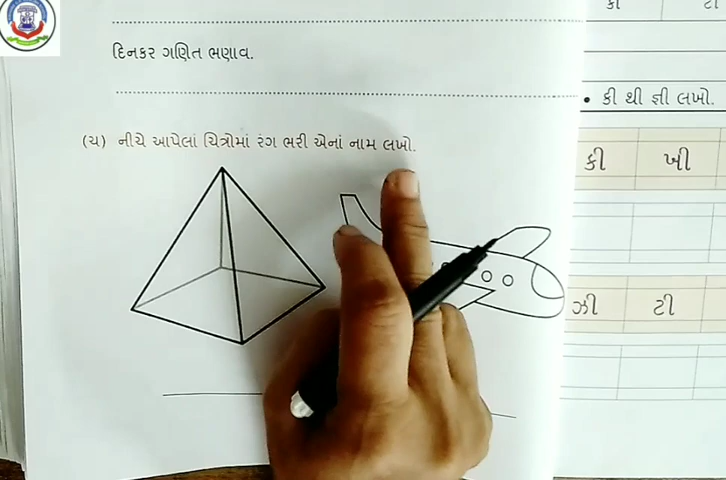 દિનકર ગણિત ભણાવ.
(ચ) નીચે આપેલાં ચિત્રોમાં રંગ ભરી એનાં નામ લખો.
• કી થી જ્ઞી લખો.
કી ખી
ઝી ટી